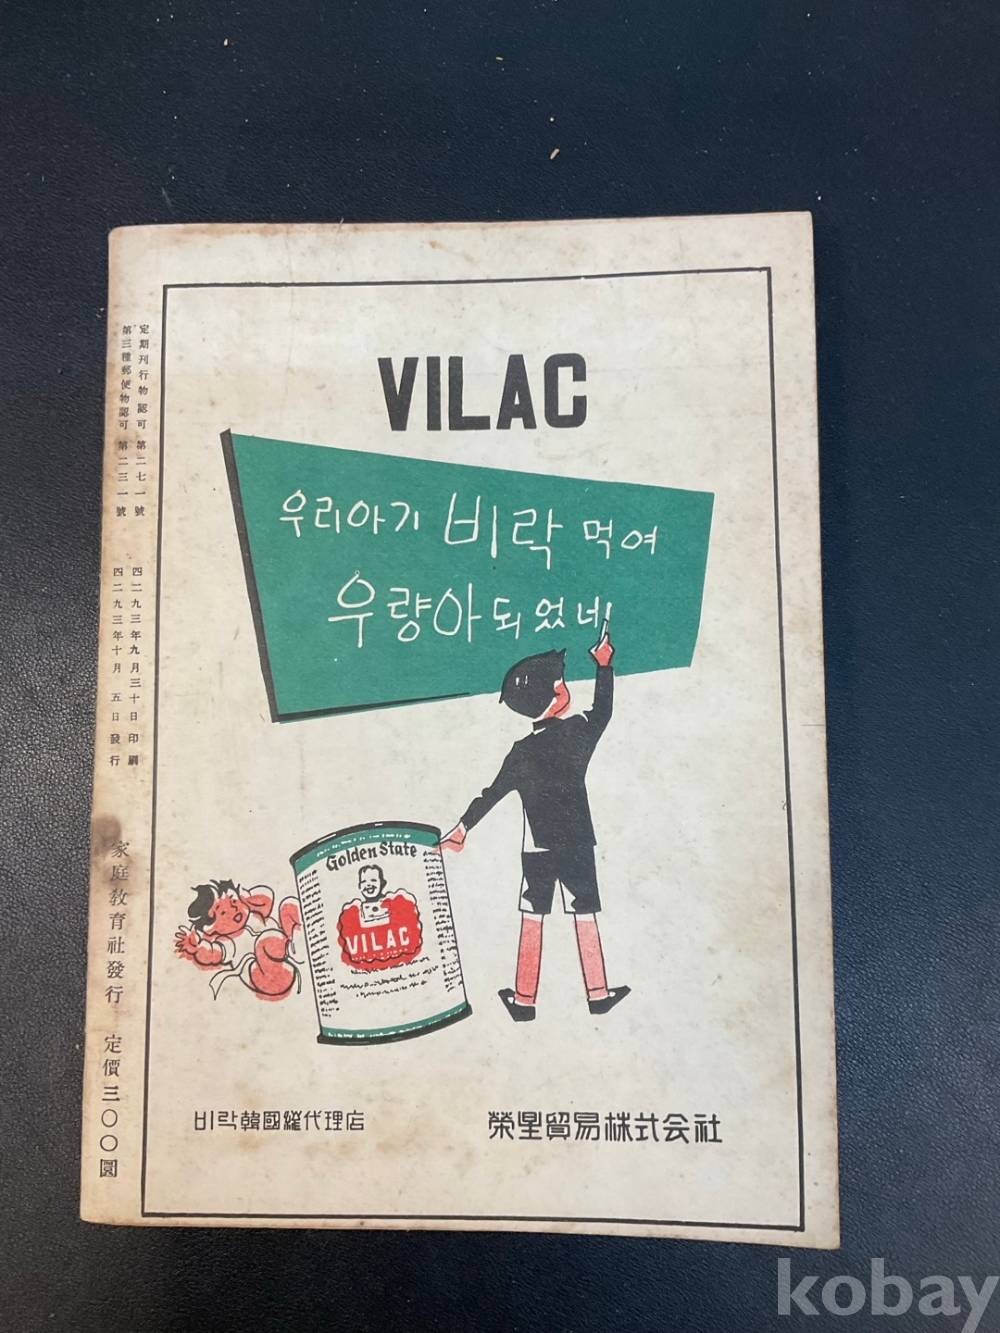 VILAC
우리아기 비락 먹여
우량아 되었네
Golden State
VILAC
비락韓國總代理店
榮星貿易株式会社
定期刊行物認可 第二七一號
第三種郵便物認可 第二三一號
四二九三年九月三十日印刷
四二九三年十月 五日發行
家庭敎育社發行 定價三〇〇圜
kobay